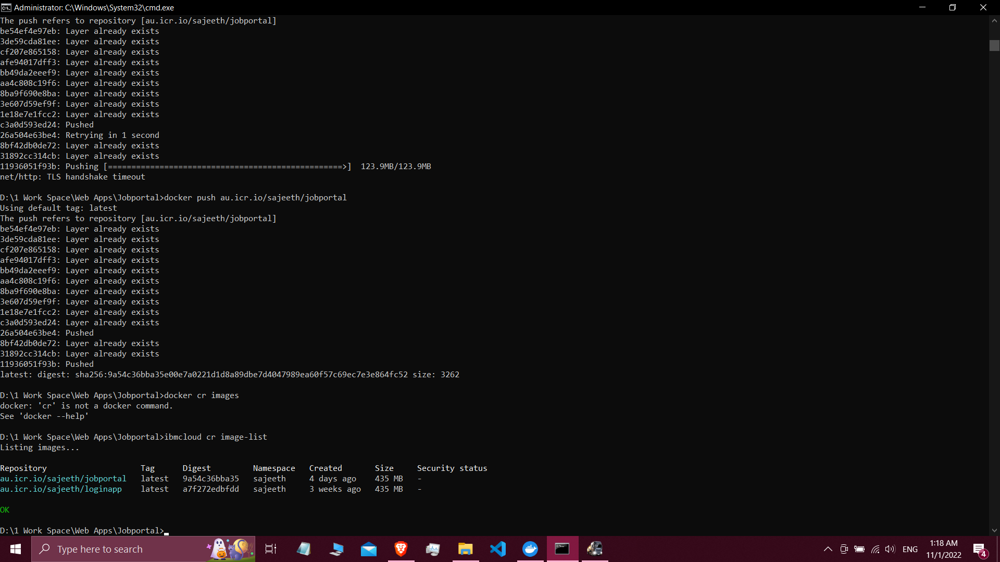 Administrator: C:\Windows\System32\cmd.exe
The push refers to repository [au.icr.io/sajeeth/jobportal]
be54ef4e97eb: Layer already exists
3de59cda81ee: Layer already exists
cf207e865158: Layer already exists
afe94017dff3: Layer already exists
bb49da2eeef9: Layer already exists
aa4c808c19f6: Layer already exists
8ba9f690e8ba: Layer already exists
3e607d59ef9f: Layer already exists
1e18e7e1fcc2: Layer already exists
c3a0d593ed24: Pushed
26a504e63be4: Retrying in 1 second
8bf42db0de72: Layer already exists
31892cc314cb: Layer already exists
11936051f93b: Pushing [==================================================>]  123.9MB/123.9MB
net/http: TLS handshake timeout
D:\1 Work Space\Web Apps\Jobportal>docker push au.icr.io/sajeeth/jobportal
Using default tag: latest
The push refers to repository [au.icr.io/sajeeth/jobportal]
be54ef4e97eb: Layer already exists
3de59cda81ee: Layer already exists
cf207e865158: Layer already exists
afe94017dff3: Layer already exists
bb49da2eeef9: Layer already exists
aa4c808c19f6: Layer already exists
8ba9f690e8ba: Layer already exists
3e607d59ef9f: Layer already exists
1e18e7e1fcc2: Layer already exists
c3a0d593ed24: Layer already exists
26a504e63be4: Pushed
8bf42db0de72: Layer already exists
31892cc314cb: Layer already exists
11936051f93b: Pushed
latest: digest: sha256:9a54c36bba35e00e7a0221d1d8a89dbe7d4047989ea60f57c69ec7e3e864fc52 size: 3262
D:\1 Work Space\Web Apps\Jobportal>docker cr images
docker: 'cr' is not a docker command.
See 'docker --help'
D:\1 Work Space\Web Apps\Jobportal>ibmcloud cr image-list
Listing images...
Repository                    Tag      Digest         Namespace   Created       Size     Security status
au.icr.io/sajeeth/jobportal   latest   9a54c36bba35   sajeeth     4 days ago    435 MB   -
au.icr.io/sajeeth/loginapp    latest   a7f272edbfdd   sajeeth     3 weeks ago   435 MB   -
OK
D:\1 Work Space\Web Apps\Jobportal>
Type here to search
ENG
1:18 AM
11/1/2022
4